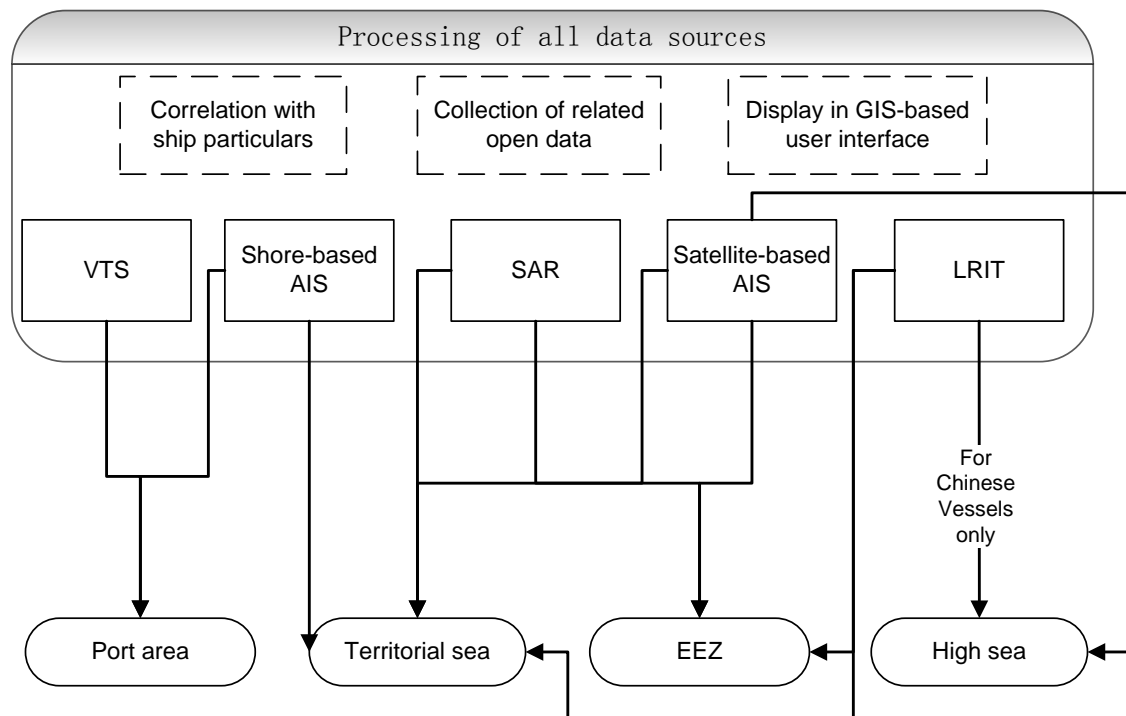 Processing of all data sources
Correlation with
ship particulars
Collection of related
open data
Display in GIS-based
user interface
VTS
Shore-based
AIS
SAR
Satellite-based
AIS
LRIT
For
Chinese
Vessels
only
Port area
Territorial sea
EEZ
High sea